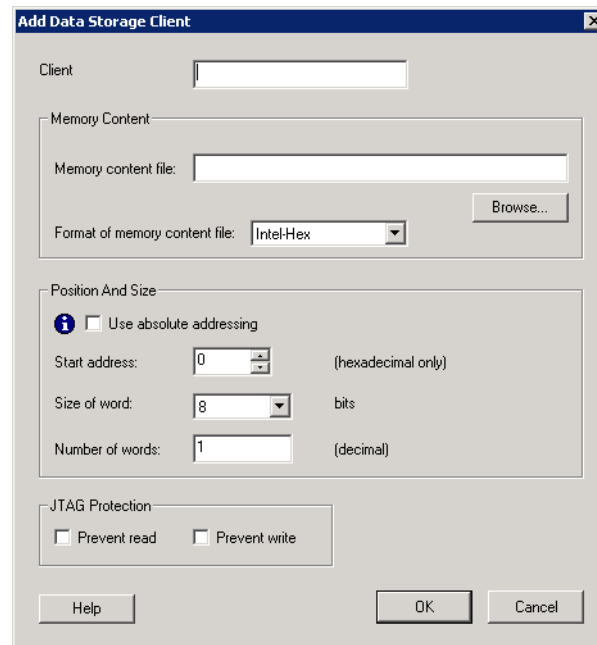 Add Data Storage Client
Client
Memory Content
Memory content file:
Browse...
Format of memory content file: Intel-Hex
Position And Size
Use absolute addressing
Start address: 0 (hexadecimal only)
Size of word: 8 bits
Number of words: 1 (decimal)
JTAG Protection
Prevent read Prevent write
Help OK Cancel